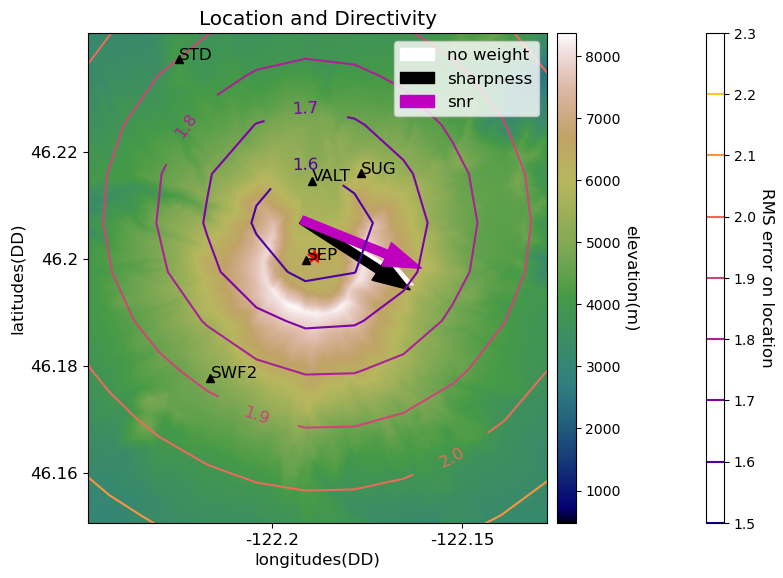 Location and Directivity
no weight
sharpness
snr
STD
1.8
1.7
1.6
VALT
SUG
SEP
SWF2
1.9
2.0
46.22
46.2
46.18
46.16
latitudes(DD)
-122.2
-122.15
longitudes(DD)
8000
7000
6000
5000
4000
3000
2000
1000
elevation(m)
2.3
2.2
2.1
2.0
1.9
1.8
1.7
1.6
1.5
RMS error on location